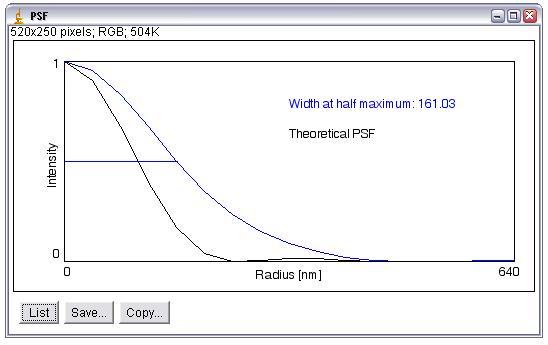 PSF
520x250 pixels; RGB; 504K
1
Width at half maximum: 161.03
Theoretical PSF
Intensity
0
0
Radius [nm]
640
List
Save...
Copy...